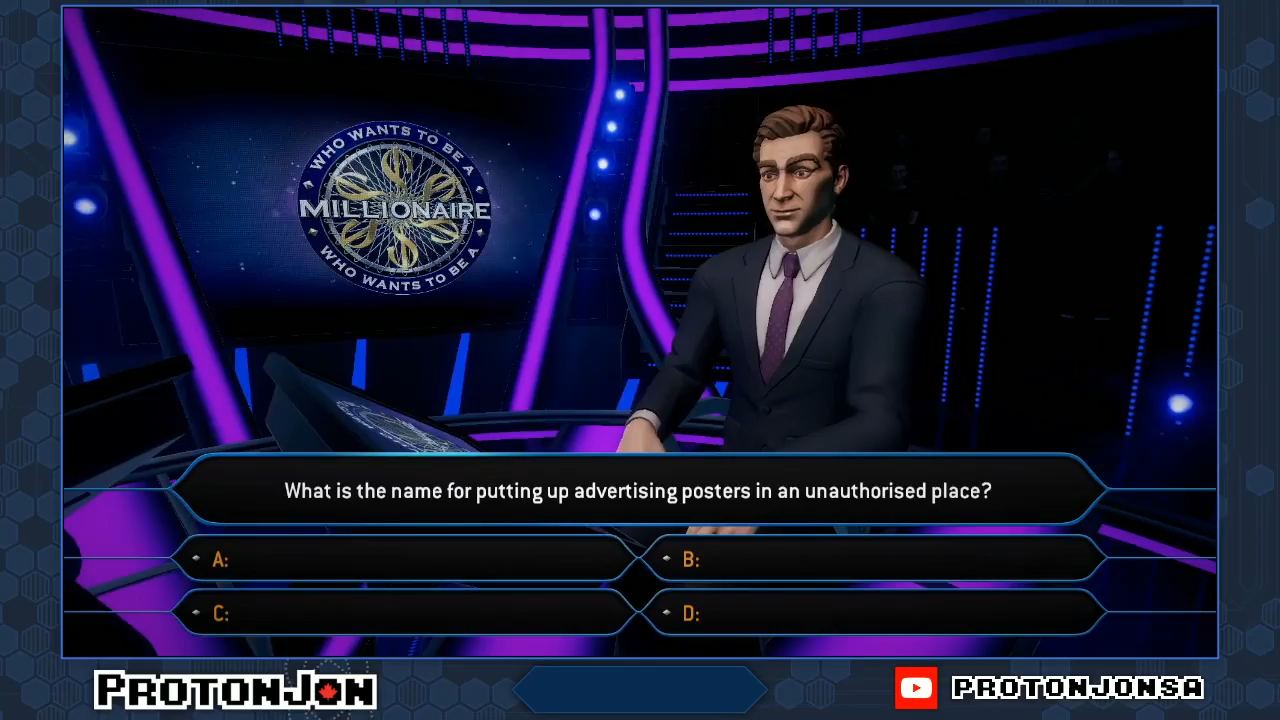 WHO WANTS TO BE A
MILLIONAIRE
WHO WANTS TO BE A
What is the name for putting up advertising posters in an unauthorised place?
A:
B:
C:
D:
PROTONJON
PROTONJONSA